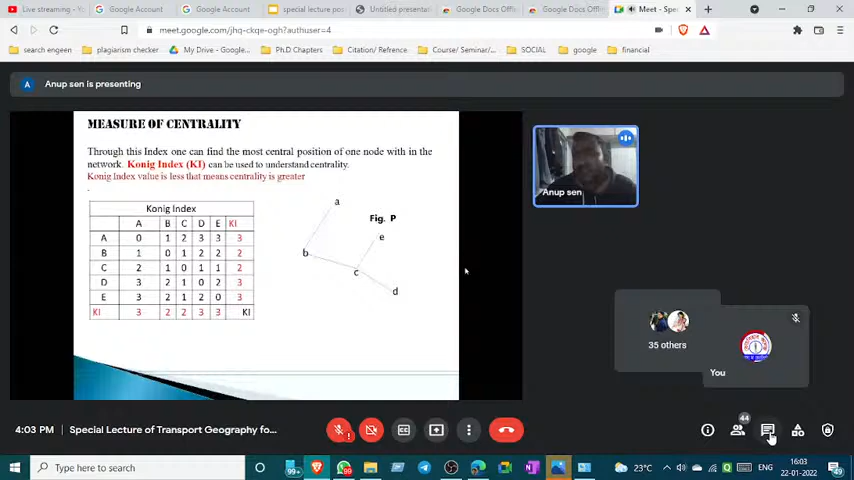 Live streaming - Yo
Google Account
Google Account
special lecture pos
Untitled presentat
Google Docs Offlin
Google Docs Offlin
Meet - Spe
meet.google.com/jhq-ckqe-ogh?authuser=4
search engeen
plagiarism checker
My Drive - Google...
Ph.D Chapters
Citation/ Refrence
Course/ Seminar/...
SOCIAL
google
financial
A Anup sen is presenting
MEASURE OF CENTRALITY
Through this Index one can find the most central position of one node with in the
network. Konig Index (KI) can be used to understand centrality.
Konig Index value is less that means centrality is greater
.
Konig Index
A B C D E KI
A 0 1 2 3 3 3
B 1 0 1 2 2 2
C 2 1 0 1 1 2
D 3 2 1 0 2 3
E 3 2 1 2 0 3
KI 3 2 2 3 3 KI
a
Fig. P
e
b
c
d
Anup sen
35 others
You
44
4:03 PM Special Lecture of Transport Geography fo...
Type here to search
99+
23°C
ENG
16:03
22-01-2022
49